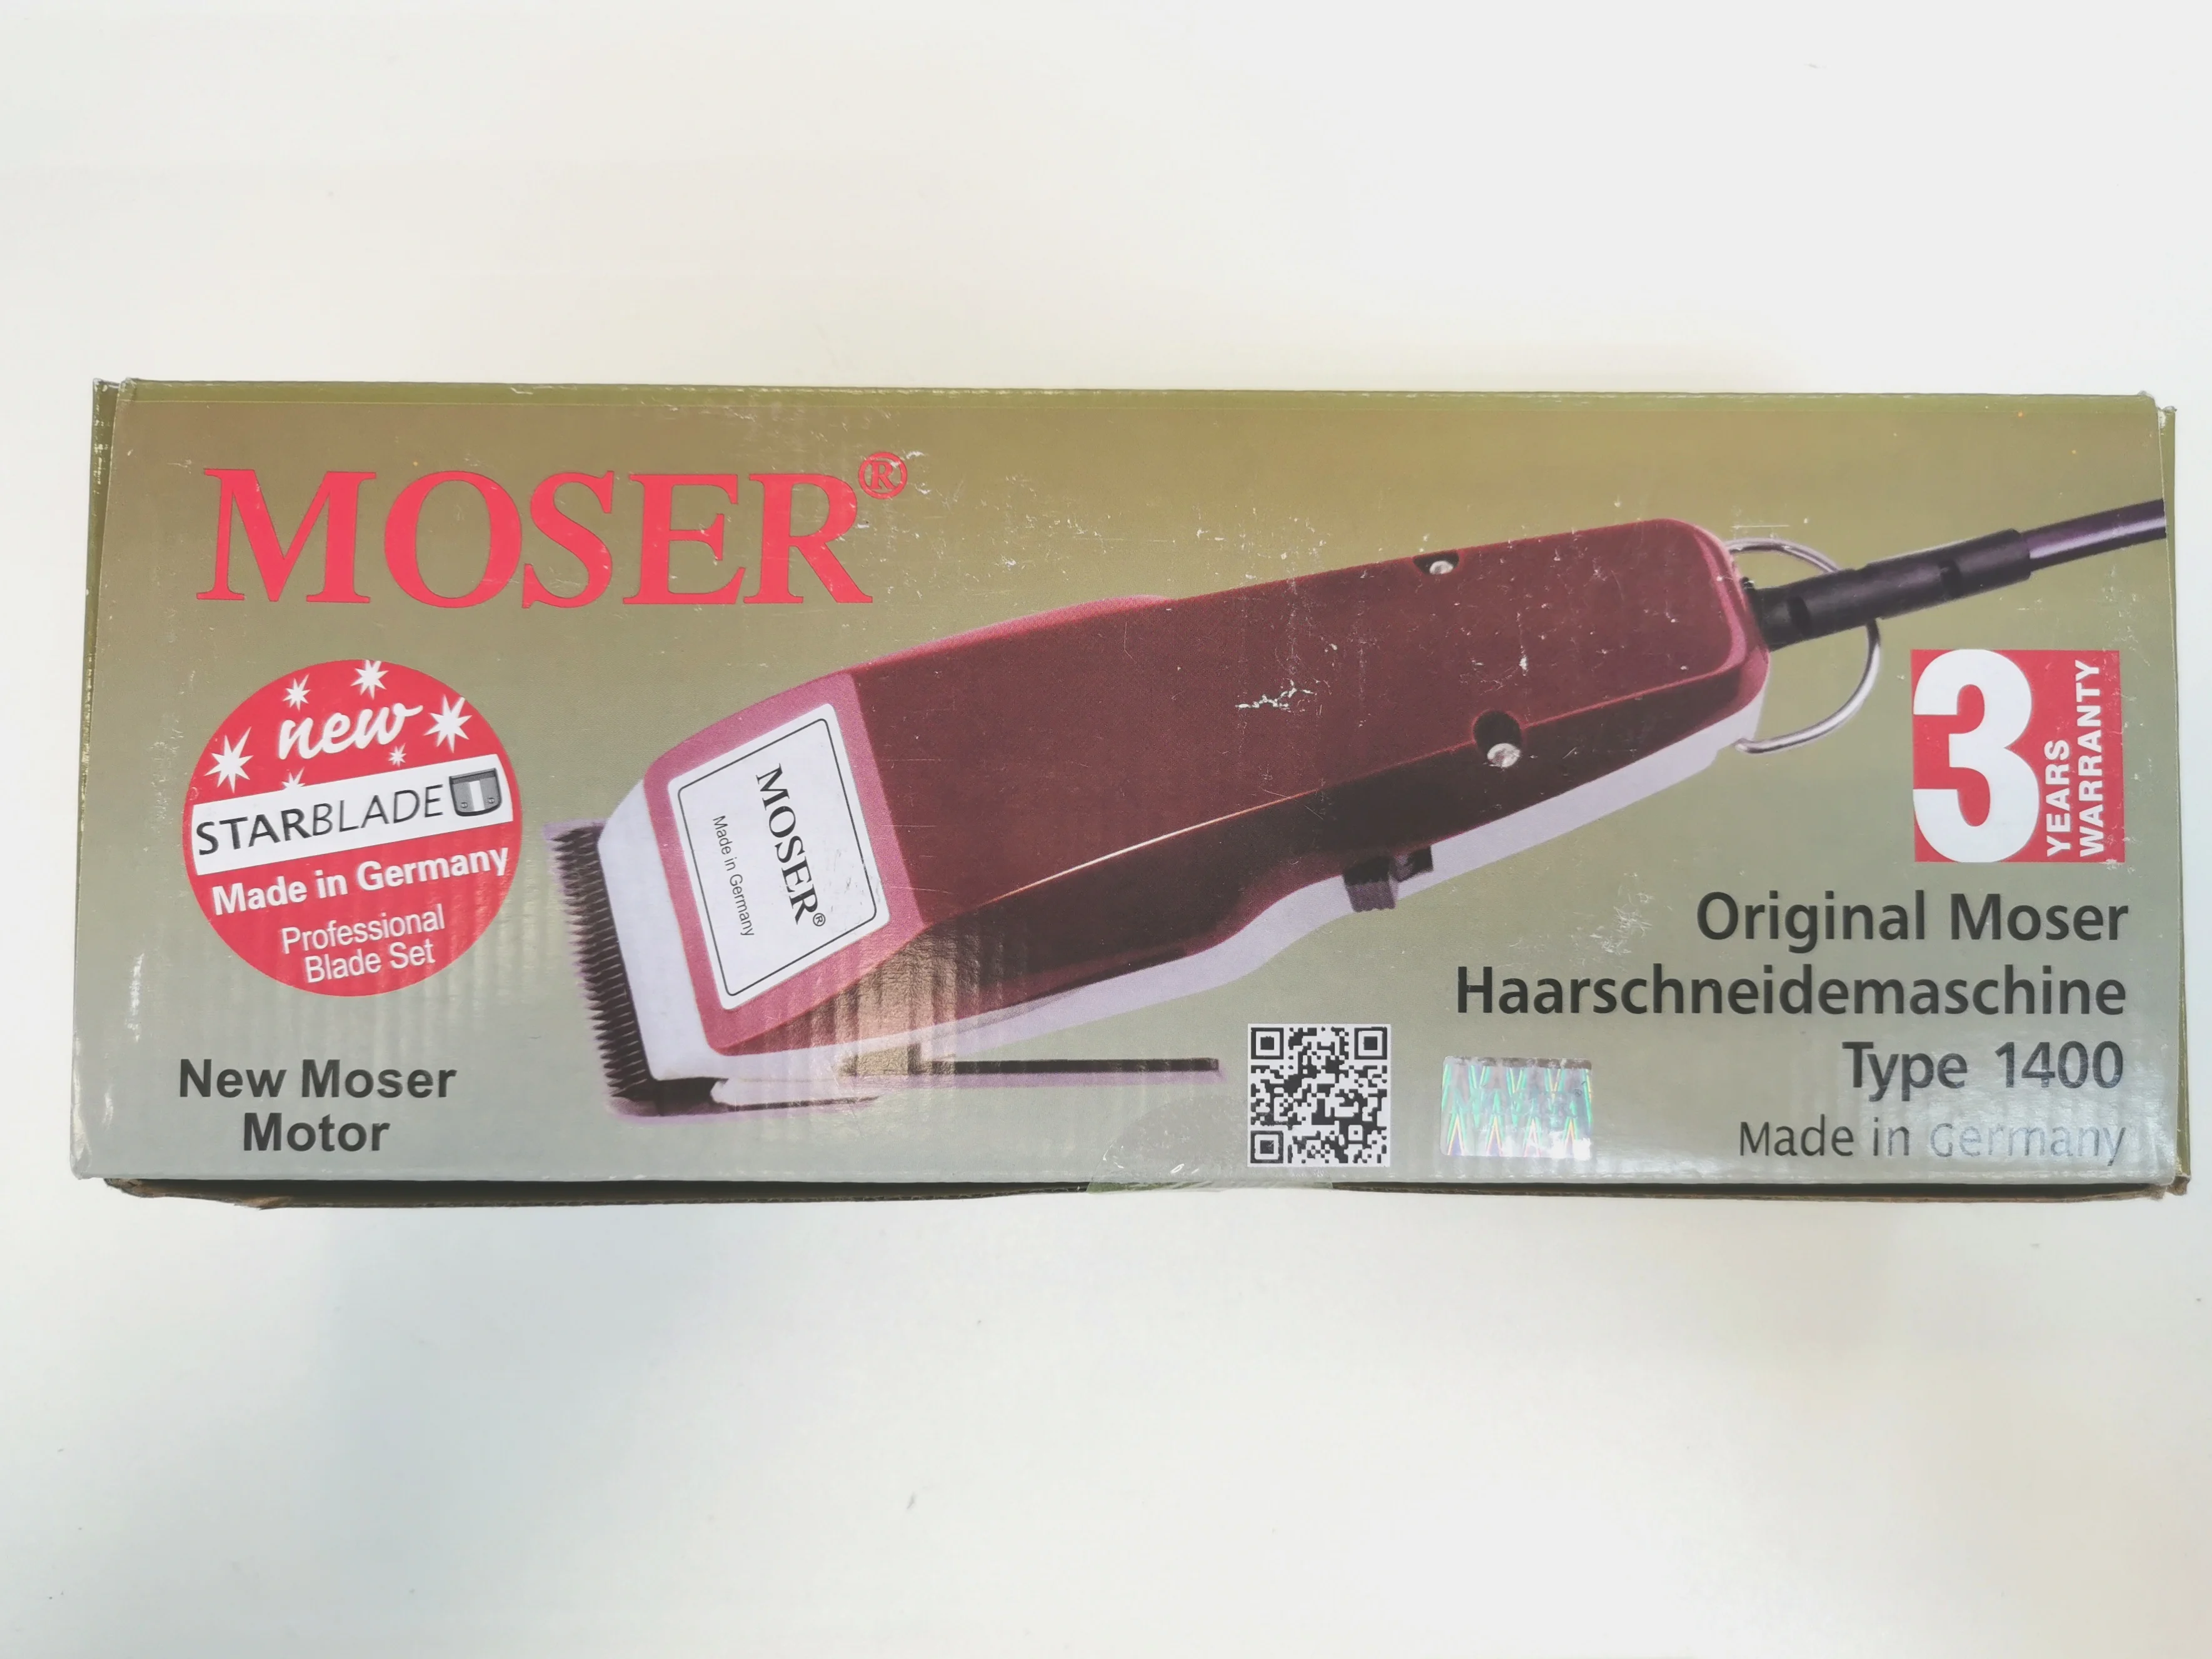 MOSER®
new
STARBLADE
Made in Germany
Professional
Blade Set
New Moser
Motor
MOSER®
Made in Germany
3
YEARS
WARRANTY
Original Moser
Haarschneidemaschine
Type 1400
Made in Germany